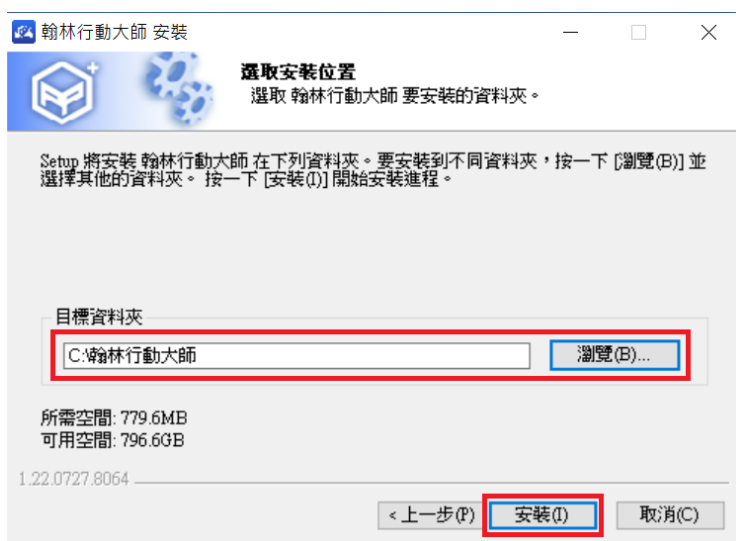 翰林行動大師 安裝
選取安裝位置
選取 翰林行動大師 要安裝的資料夾。
Setup 將安裝 翰林行動大師 在下列資料夾。要安裝到不同資料夾，按一下 [瀏覽(B)] 並
選擇其他的資料夾。 按一下 [安裝(I)] 開始安裝進程。
目標資料夾
C:\翰林行動大師
瀏覽(B)...
所需空間: 779.6MB
可用空間: 796.6GB
1.22.0727.8064
<上一步(P)
安裝(I)
取消(C)